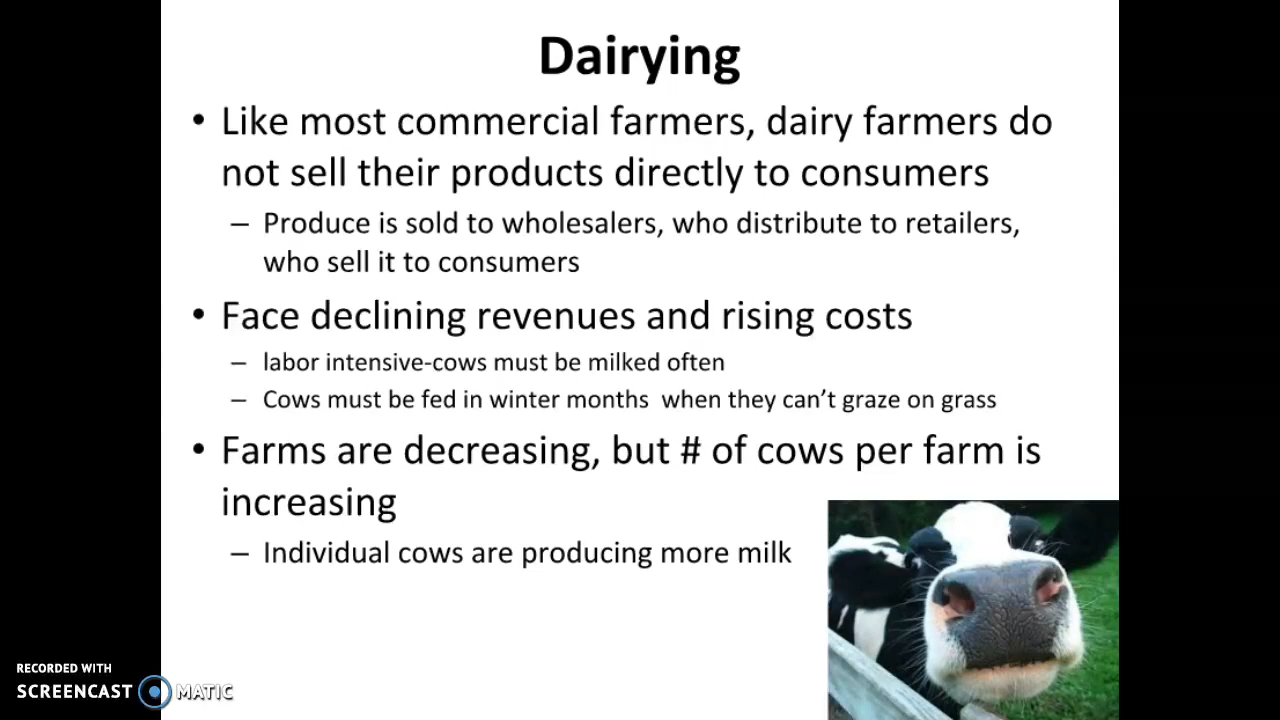 Dairying
• Like most commercial farmers, dairy farmers do
not sell their products directly to consumers
– Produce is sold to wholesalers, who distribute to retailers,
who sell it to consumers
• Face declining revenues and rising costs
– labor intensive-cows must be milked often
– Cows must be fed in winter months  when they can’t graze on grass
• Farms are decreasing, but # of cows per farm is
increasing
– Individual cows are producing more milk
RECORDED WITH
SCREENCAST MATIC